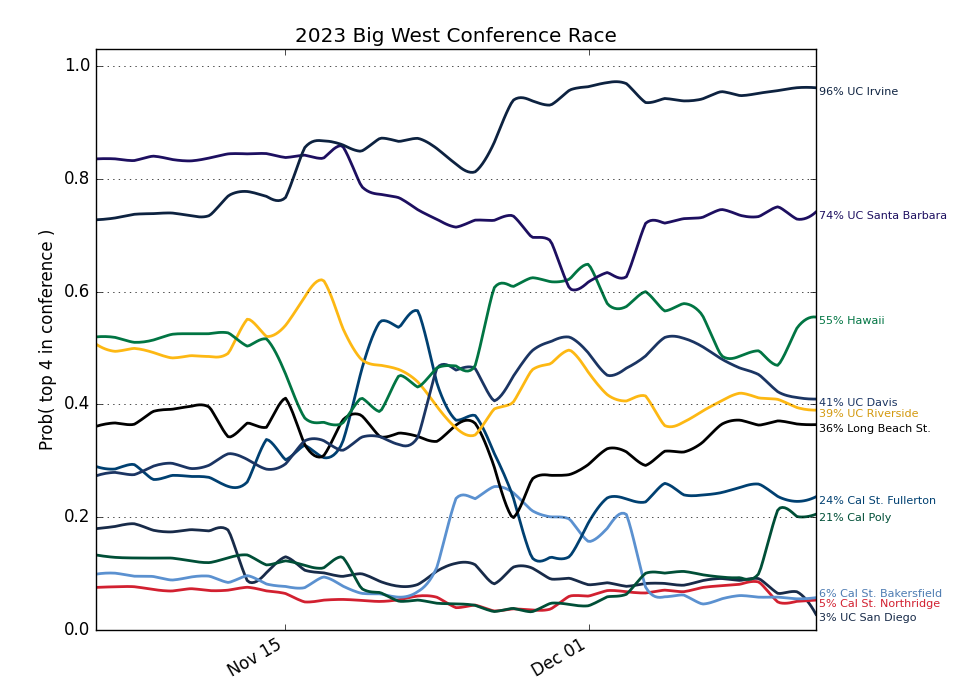 2023 Big West Conference Race
Prob( top 4 in conference )
1.0
0.8
0.6
0.4
0.2
0.0
Nov 15
Dec 01
96% UC Irvine
74% UC Santa Barbara
55% Hawaii
41% UC Davis
39% UC Riverside
36% Long Beach St.
24% Cal St. Fullerton
21% Cal Poly
6% Cal St. Bakersfield
5% Cal St. Northridge
3% UC San Diego